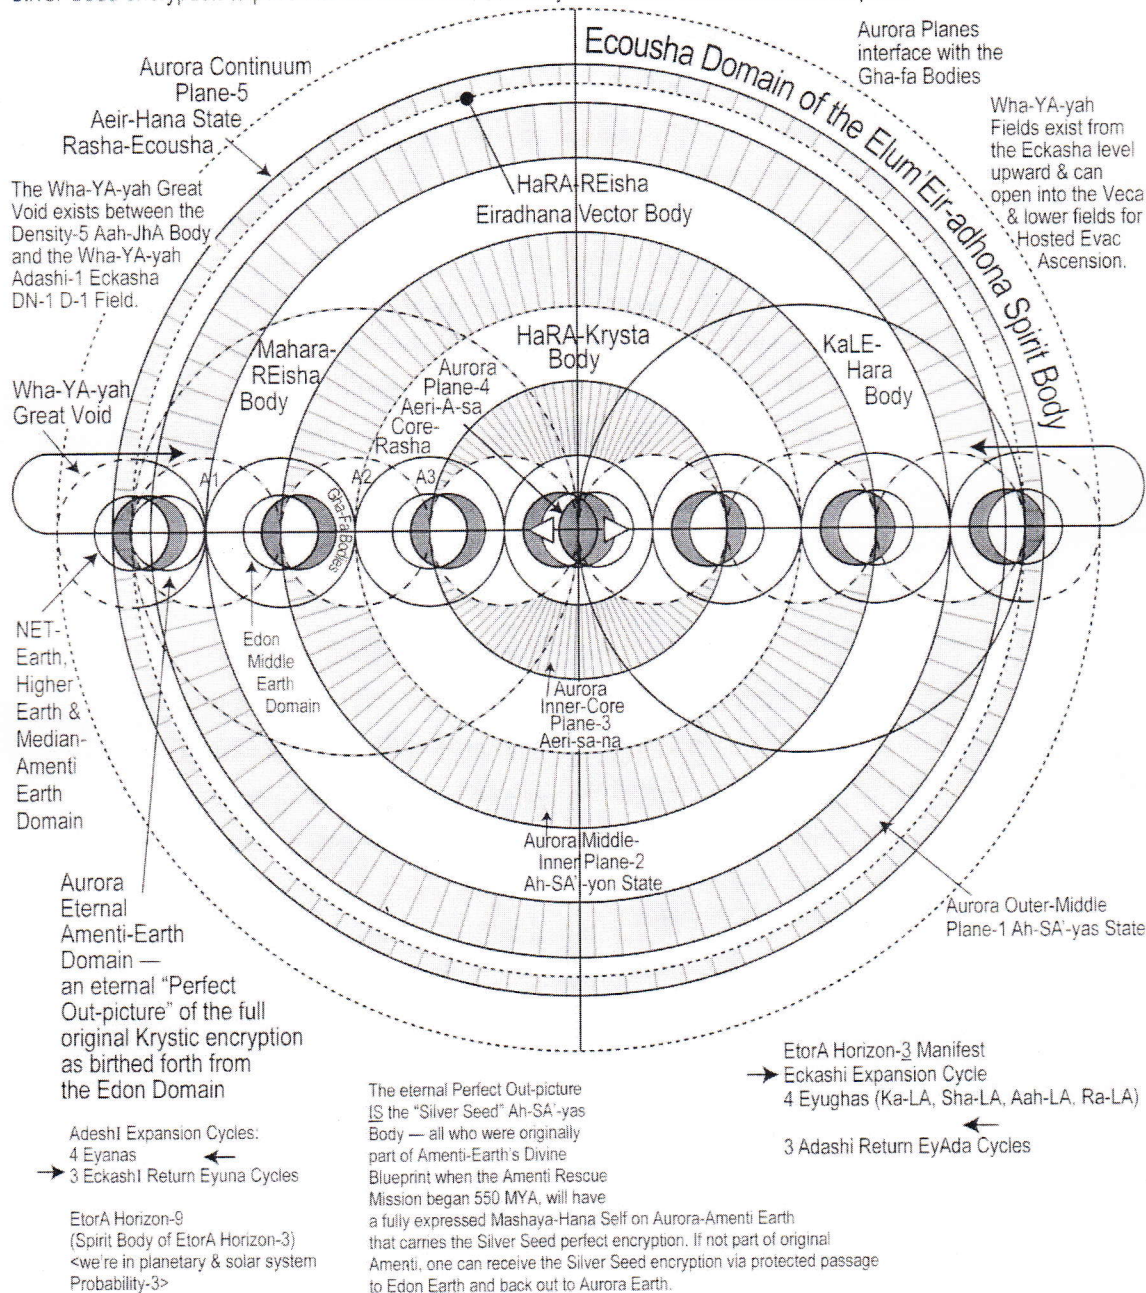 Ecousha Domain of the Elum'Eir-adhona Spirit Body
Aurora Planes
interface with the
Gha-fa Bodies
Aurora Continuum
Plane-5
Aeir-Hana State
Rasha-Ecousha
Wha-YA-yah
Fields exist from
the Eckasha level
upward & can
open into the Veca
& lower fields for
Hosted Evac
Ascension.
The Wha-YA-yah Great
Void exists between the
Density-5 Aah-JhA Body
and the Wha-YA-yah
Adashi-1 Eckasha
DN-1 D-1 Field.
HaRA-REisha
Eiradhana Vector Body
Mahara-
REisha
Body
HaRA-Krysta
Body
KaLE-
Hara
Body
Aurora
Plane-4
Aeri-A-sa
Core-
Rasha
Wha-YA-yah
Great Void
A1
A2
A3
Gha-Fa Bodies
NET-
Earth,
Higher
Earth &
Median-
Amenti
Earth
Domain
Edon
Middle
Earth
Domain
Aurora
Inner-Core
Plane-3
Aeri-sa-na
Aurora Middle-
Inner Plane-2
Ah-SA'-yon State
Aurora Outer-Middle
Plane-1 Ah-SA'-yas State
Aurora
Eternal
Amenti-Earth
Domain —
an eternal “Perfect
Out-picture” of the full
original Krystic encryption
as birthed forth from
the Edon Domain
AdeshI Expansion Cycles:
4 Eyanas
3 EckashI Return Eyuna Cycles
EtorA Horizon-9
(Spirit Body of EtorA Horizon-3)
<we're in planetary & solar system
Probability-3>
The eternal Perfect Out-picture
IS the “Silver Seed” Ah-SA'-yas
Body — all who were originally
part of Amenti-Earth's Divine
Blueprint when the Amenti Rescue
Mission began 550 MYA, will have
a fully expressed Mashaya-Hana Self on Aurora-Amenti Earth
that carries the Silver Seed perfect encryption. If not part of original
Amenti, one can receive the Silver Seed encryption via protected passage
to Edon Earth and back out to Aurora Earth.
EtorA Horizon-3 Manifest
Eckashi Expansion Cycle
4 Eyughas (Ka-LA, Sha-LA, Aah-LA, Ra-LA)
3 Adashi Return EyAda Cycles